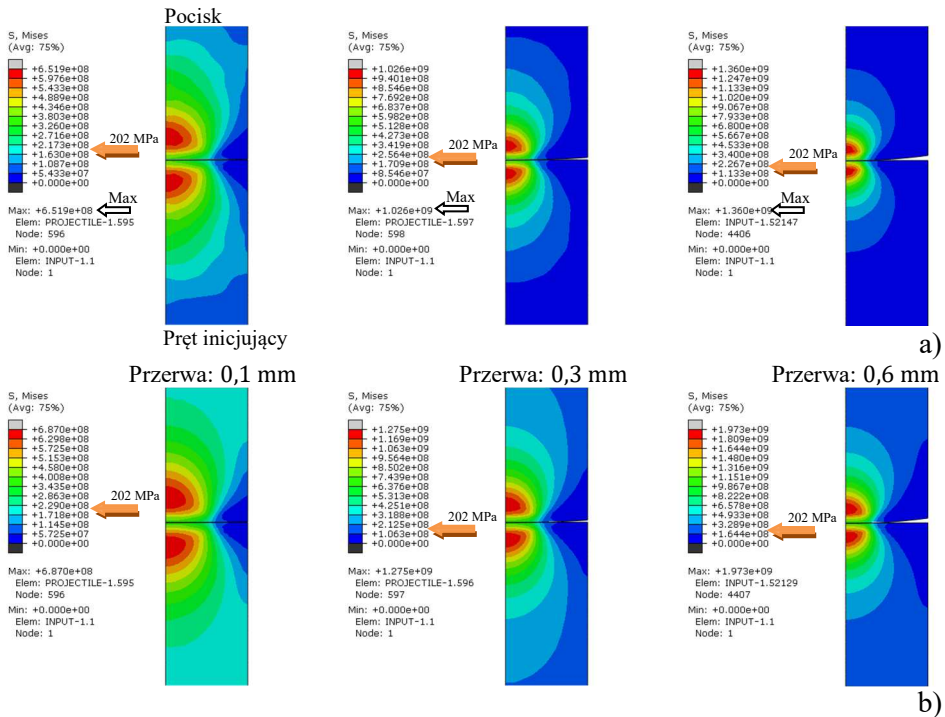 Pocisk
S, Mises
(Avg: 75%)
+6.519e+08
+5.976e+08
+5.433e+08
+4.889e+08
+4.346e+08
+3.803e+08
+3.260e+08
+2.716e+08
+2.173e+08
+1.630e+08
+1.087e+08
+5.433e+07
+0.000e+00
202 MPa
Max
Max: +6.519e+08
Elem: PROJECTILE-1.595
Node: 596
Min: +0.000e+00
Elem: INPUT-1.1
Node: 1
Pręt inicjujący
S, Mises
(Avg: 75%)
+1.026e+09
+9.401e+08
+8.546e+08
+7.692e+08
+6.837e+08
+5.982e+08
+5.128e+08
+4.273e+08
+3.419e+08
+2.564e+08
+1.709e+08
+8.546e+07
+0.000e+00
202 MPa
Max
Max: +1.026e+09
Elem: PROJECTILE-1.597
Node: 598
Min: +0.000e+00
Elem: INPUT-1.1
Node: 1
S, Mises
(Avg: 75%)
+1.360e+09
+1.247e+09
+1.133e+09
+1.020e+09
+9.067e+08
+7.933e+08
+6.800e+08
+5.667e+08
+4.533e+08
+3.400e+08
+2.267e+08
+1.133e+08
+0.000e+00
202 MPa
Max
Max: +1.360e+09
Elem: INPUT-1.52147
Node: 4406
Min: +0.000e+00
Elem: INPUT-1.1
Node: 1
a)
Przerwa: 0,1 mm
Przerwa: 0,3 mm
Przerwa: 0,6 mm
S, Mises
(Avg: 75%)
+6.870e+08
+6.298e+08
+5.725e+08
+5.153e+08
+4.580e+08
+4.008e+08
+3.435e+08
+2.863e+08
+2.290e+08
+1.718e+08
+1.145e+08
+5.725e+07
+0.000e+00
202 MPa
Max: +6.870e+08
Elem: PROJECTILE-1.595
Node: 596
Min: +0.000e+00
Elem: INPUT-1.1
Node: 1
S, Mises
(Avg: 75%)
+1.275e+09
+1.169e+09
+1.063e+09
+9.564e+08
+8.502e+08
+7.439e+08
+6.376e+08
+5.313e+08
+4.251e+08
+3.188e+08
+2.125e+08
+1.063e+08
+0.000e+00
202 MPa
Max: +1.275e+09
Elem: PROJECTILE-1.596
Node: 597
Min: +0.000e+00
Elem: INPUT-1.1
Node: 1
S, Mises
(Avg: 75%)
+1.973e+09
+1.809e+09
+1.644e+09
+1.480e+09
+1.316e+09
+1.151e+09
+9.867e+08
+8.222e+08
+6.578e+08
+4.933e+08
+3.289e+08
+1.644e+08
+0.000e+00
202 MPa
Max: +1.973e+09
Elem: INPUT-1.52129
Node: 4407
Min: +0.000e+00
Elem: INPUT-1.1
Node: 1
b)